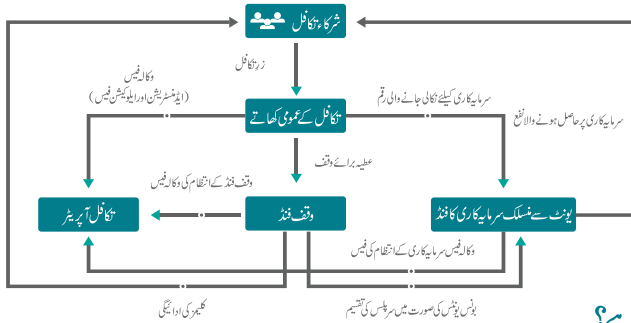 شرکاء تکافل
زرِ تکافل
وکالہ فیس
(ایڈمنسٹریشن اور ایلوکیشن فیس)
سرمایہ کاری کیلئے نکالی جانے والی رقم
تکافل کے عمومی کھاتے
سرمایہ کاری پر حاصل ہونے والا نفع
عطیہ برائے وقف
وقف فنڈ کے انتظام کی وکالہ فیس
یونٹ سے منسلک سرمایہ کاری کا فنڈ
وقف فنڈ
تکافل آپریٹر
وکالہ فیس سرمایہ کاری کے انتظام کی فیس
کلیمز کی ادائیگی
بونس یونٹس کی صورت میں سرپلس کی تقسیم